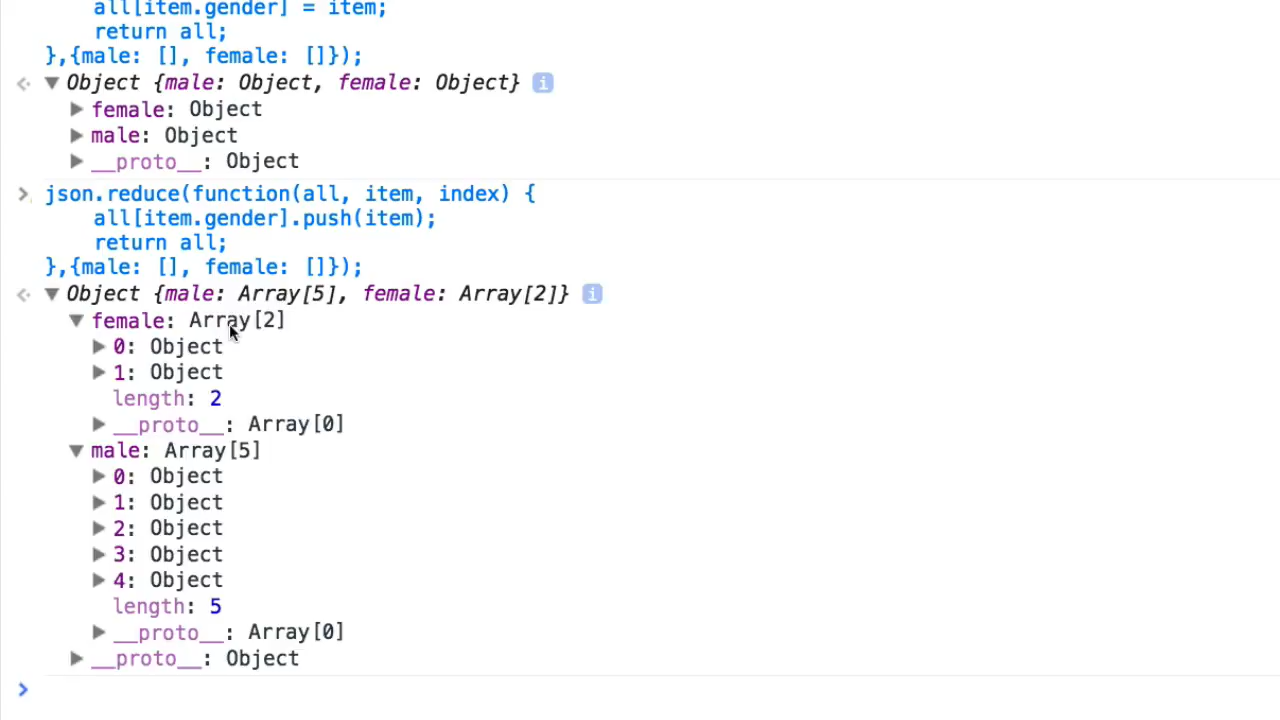 all[item.gender] = item;
return all;
},{male: [], female: []});
Object {male: Object, female: Object} i
female: Object
male: Object
__proto__: Object
json.reduce(function(all, item, index) {
all[item.gender].push(item);
return all;
},{male: [], female: []});
Object {male: Array[5], female: Array[2]} i
female: Array[2]
0: Object
1: Object
length: 2
__proto__: Array[0]
male: Array[5]
0: Object
1: Object
2: Object
3: Object
4: Object
length: 5
__proto__: Array[0]
__proto__: Object